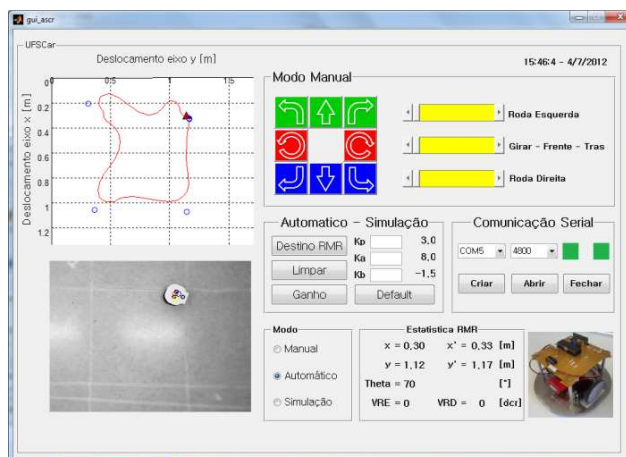 gui_ascr
UFSCar
15:46:4 - 4/7/2012
Deslocamento eixo y [m]
0 0.5 1 1.5
0.2
0.4
0.6
0.8
1
1.2
Deslocamento eixo x [m]
Modo Manual
Roda Esquerda
Girar - Frente - Tras
Roda Direita
Automatico - Simulação
Destino RMR
Limpar
Ganho
Kp 3,0
Ka 8,0
Kb -1,5
Default
Comunicação Serial
COM5 4800
Criar Abrir Fechar
Modo
Manual
Automático
Simulação
Estatistica RMR
x = 0,30 x' = 0,33 [m]
y = 1,12 y' = 1,17 [m]
Theta = 70 [°]
VRE = 0 VRD = 0 [dcr]